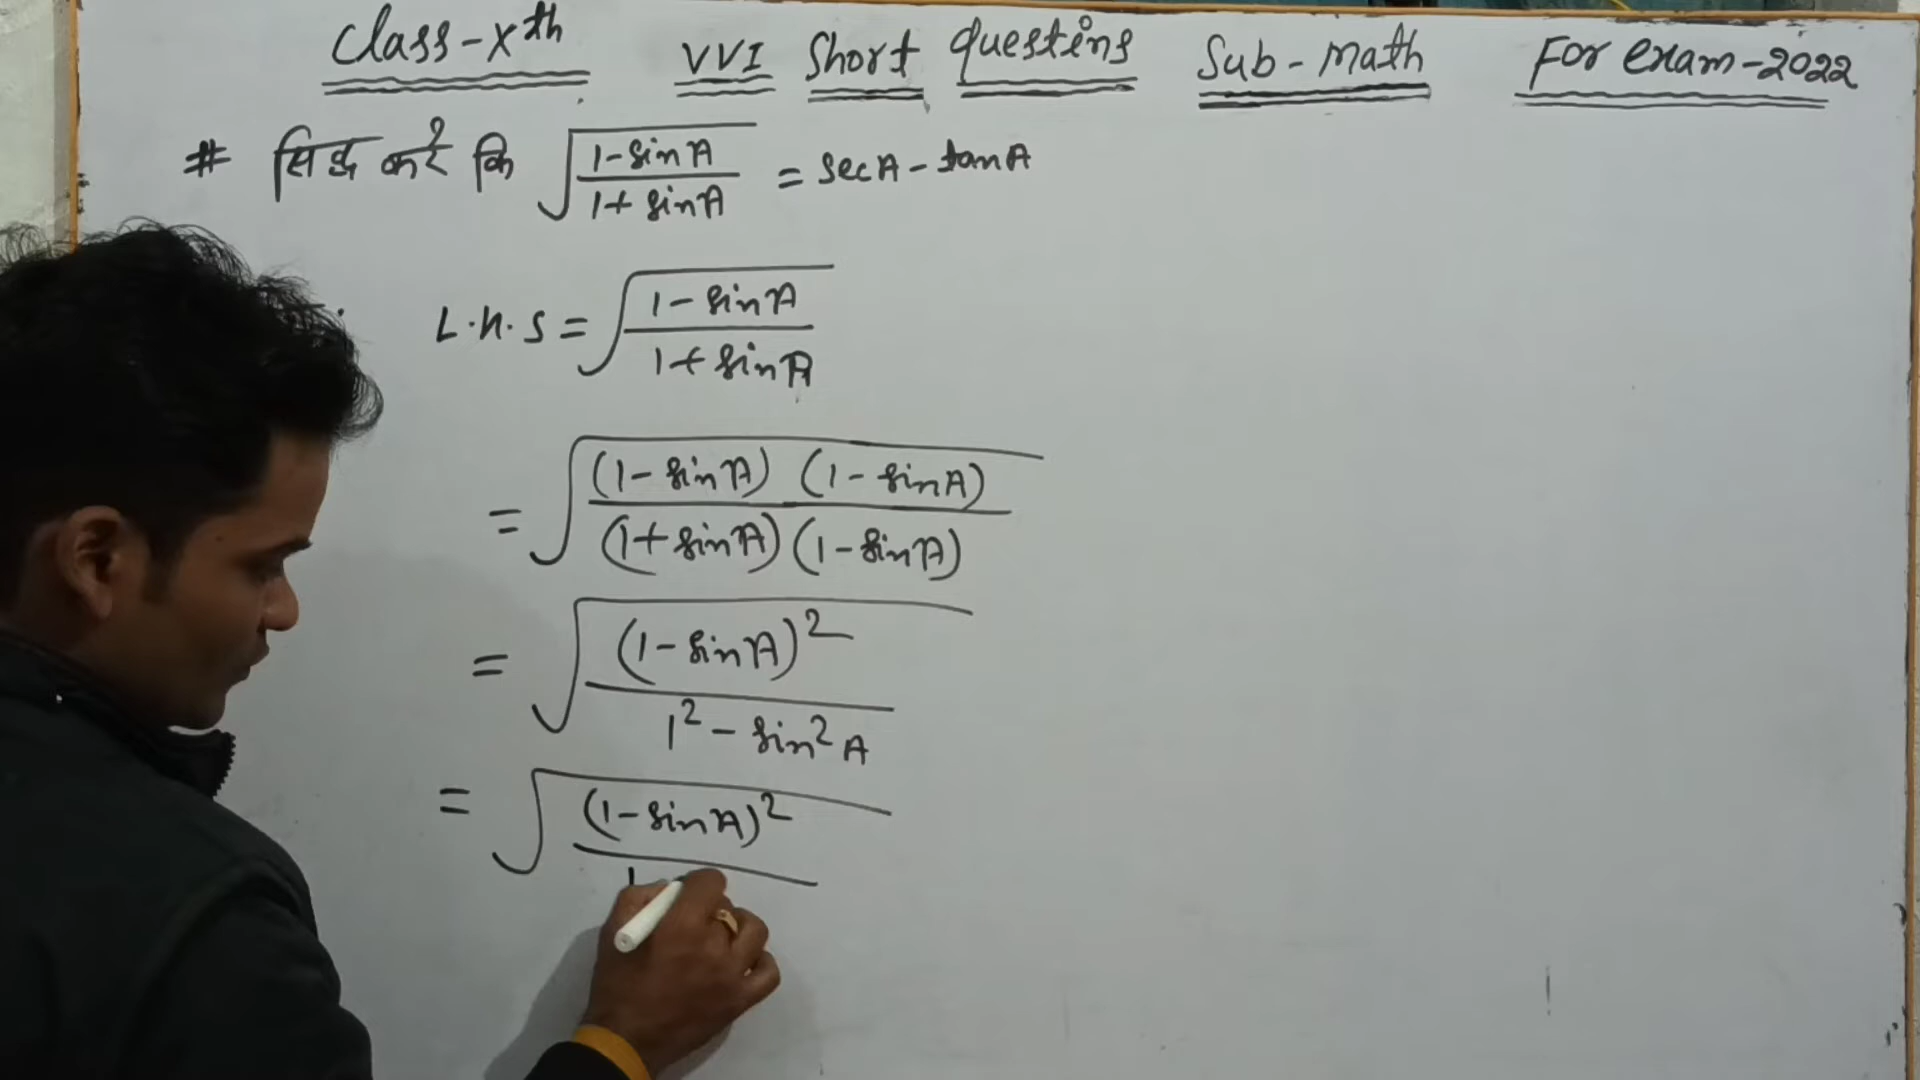 Class-Xth VVI Short Questins Sub-Math For exam-2022
# सिद्ध करें कि √((1-sinA)/(1+sinA)) = secA - tanA
L.H.S = √((1-sinA)/(1+sinA))
= √((1-sinA) (1-sinA)/(1+sinA)(1-sinA))
= √((1-sinA)²/1²-sin²A)
= √((1-sinA)²/1